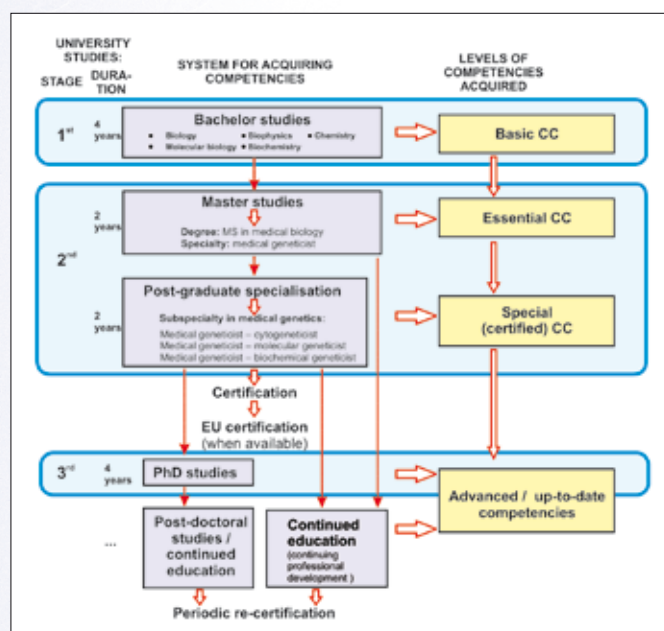 UNIVERSITY
STUDIES:
STAGE DURA-
TION
SYSTEM FOR ACQUIRING
COMPETENCIES
LEVELS OF
COMPETENCIES
ACQUIRED
1st
4
years
Bachelor studies
• Biology • Biophysics • Chemistry
• Molecular biology • Biochemistry
Basic CC
2nd
2
years
Master studies
Degree: MS in medical biology
Specialty: medical geneticist
Essential CC
2
years
Post-graduate specialisation
Subspecialty in medical genetics:
Medical geneticist – cytogeneticist
Medical geneticist – molecular geneticist
Medical geneticist – biochemical geneticist
Special
(certified) CC
Certification
EU certification
(when available)
3rd
4
years
PhD studies
Advanced / up-to-date
competencies
...
Post-doctoral
studies /
continued
education
Continued
education
(continuing
professional
development )
Periodic re-certification